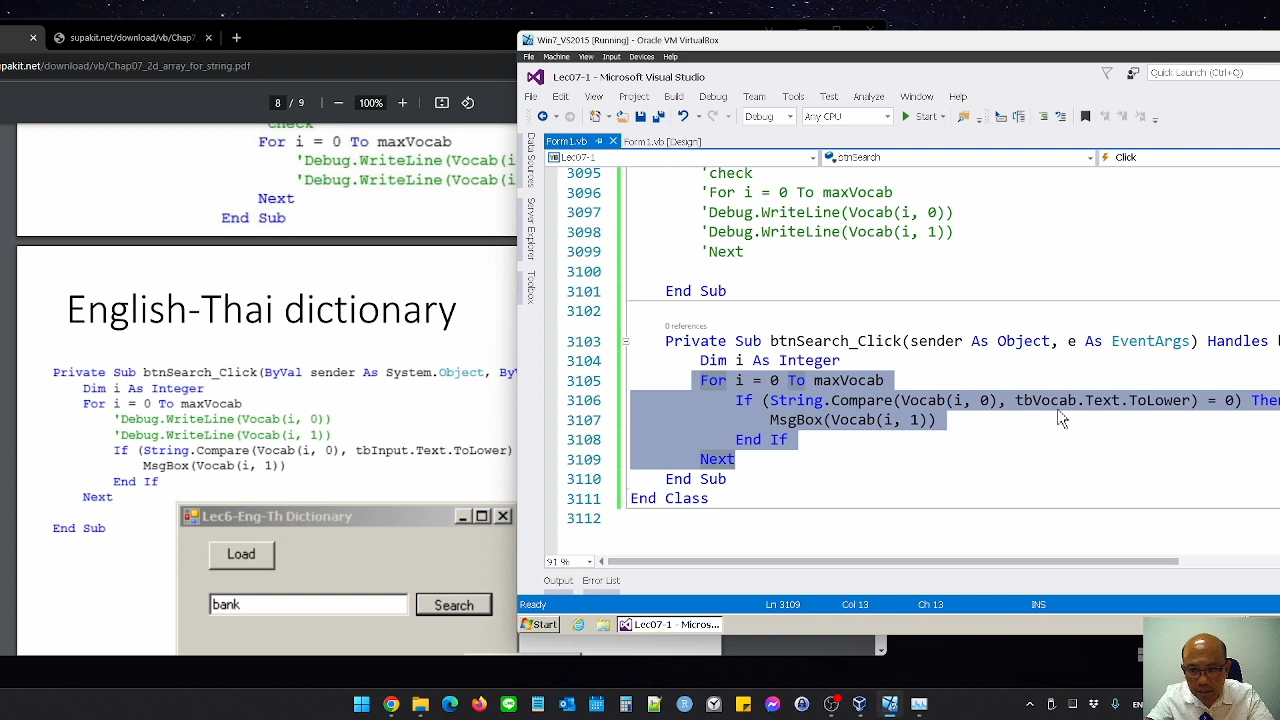 supakit.net/download/vb/Chap7
pakit.net/download/vb/Chap07_2d_array_for_string.pdf
8 / 9
100%
check
For i = 0 To maxVocab
'Debug.WriteLine(Vocab(i
'Debug.WriteLine(Vocab(i
Next
End Sub
English-Thai dictionary
Private Sub btnSearch_Click(ByVal sender As System.Object, ByV
Dim i As Integer
For i = 0 To maxVocab
'Debug.WriteLine(Vocab(i, 0))
'Debug.WriteLine(Vocab(i, 1))
If (String.Compare(Vocab(i, 0), tbInput.Text.ToLower)
MsgBox(Vocab(i, 1))
End If
Next
End Sub
Lec6-Eng-Th Dictionary
Load
bank
Search
Win7_VS2015 [Running] - Oracle VM VirtualBox
File Machine View Input Devices Help
Lec07-1 - Microsoft Visual Studio
Quick Launch (Ctrl+Q)
File Edit View Project Build Debug Team Tools Test Analyze Window Help
Debug Any CPU Start
Form1.vb Form1.vb [Design]
Lec07-1 btnSearch Click
Data Sources
Server Explorer
Toolbox
3095 'check
3096 'For i = 0 To maxVocab
3097 'Debug.WriteLine(Vocab(i, 0))
3098 'Debug.WriteLine(Vocab(i, 1))
3099 'Next
3100
3101 End Sub
3102
0 references
3103 Private Sub btnSearch_Click(sender As Object, e As EventArgs) Handles b
3104 Dim i As Integer
3105 For i = 0 To maxVocab
3106 If (String.Compare(Vocab(i, 0), tbVocab.Text.ToLower) = 0) Then
3107 MsgBox(Vocab(i, 1))
3108 End If
3109 Next
3110 End Sub
3111 End Class
3112
91 %
Output Error List
Ready Ln 3109 Col 13 Ch 13 INS
Start Lec07-1 - Micros...